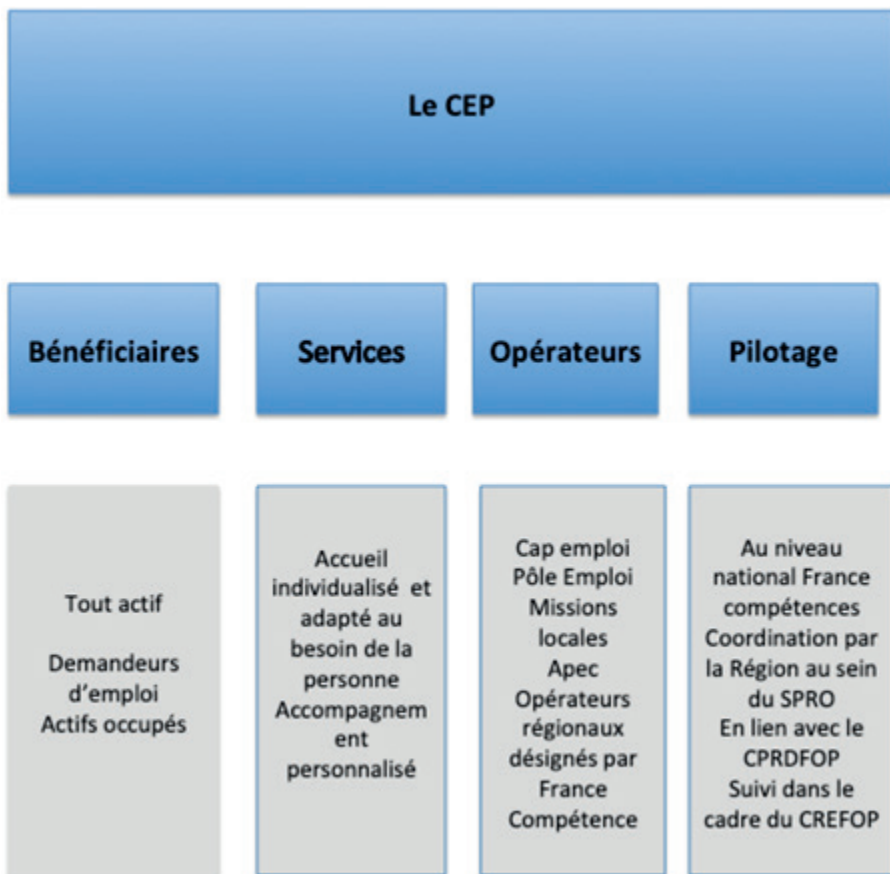 Le CEP
Bénéficiaires
Services
Opérateurs
Pilotage
Tout actif
Demandeurs
d'emploi
Actifs occupés
Accueil
individualisé et
adapté au
besoin de la
personne
Accompagnem
ent
personnalisé
Cap emploi
Pôle Emploi
Missions
locales
Apec
Opérateurs
régionaux
désignés par
France
Compétence
Au niveau
national France
compétences
Coordination par
la Région au sein
du SPRO
En lien avec le
CPRDFOP
Suivi dans le
cadre du CREFOP